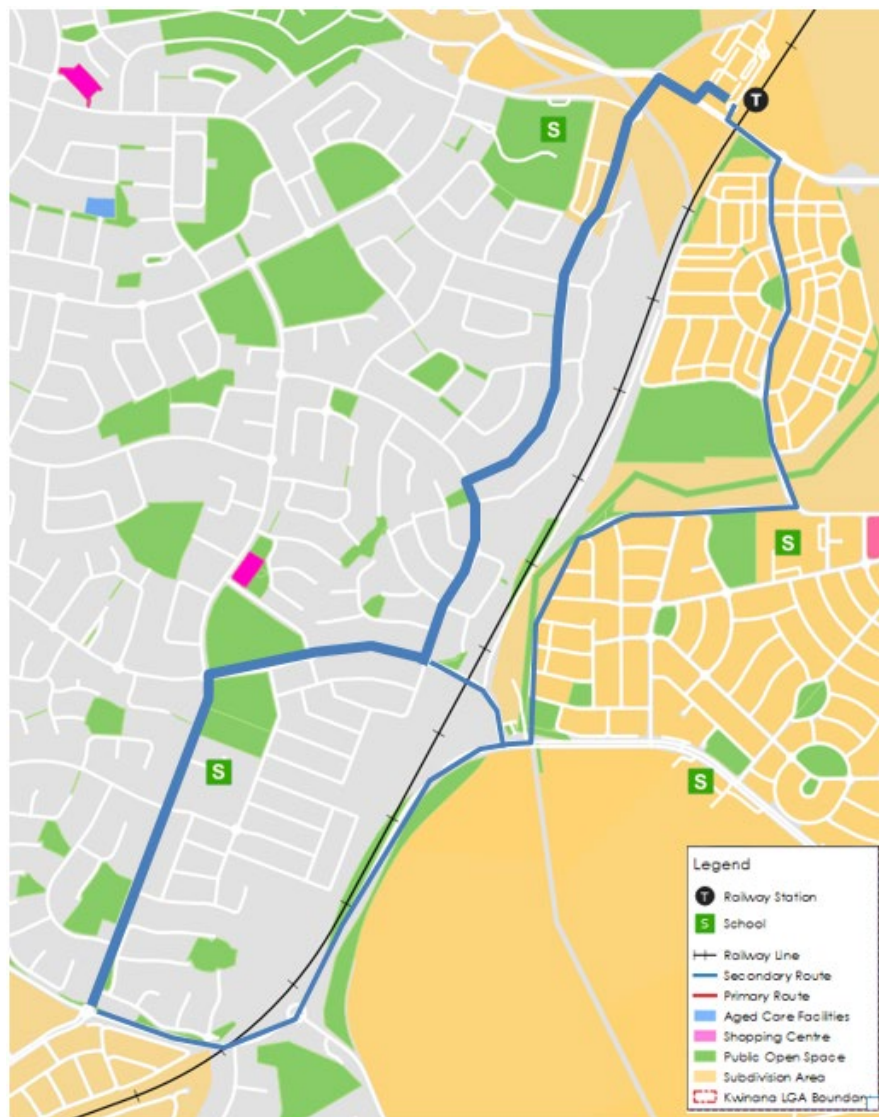 S
T
S
S
S
Legend
T Railway Station
S School
Railway Line
Secondary Route
Primary Route
Aged Care Facilities
Shopping Centre
Public Open Space
Subdivision Area
Kwinana LGA Boundary